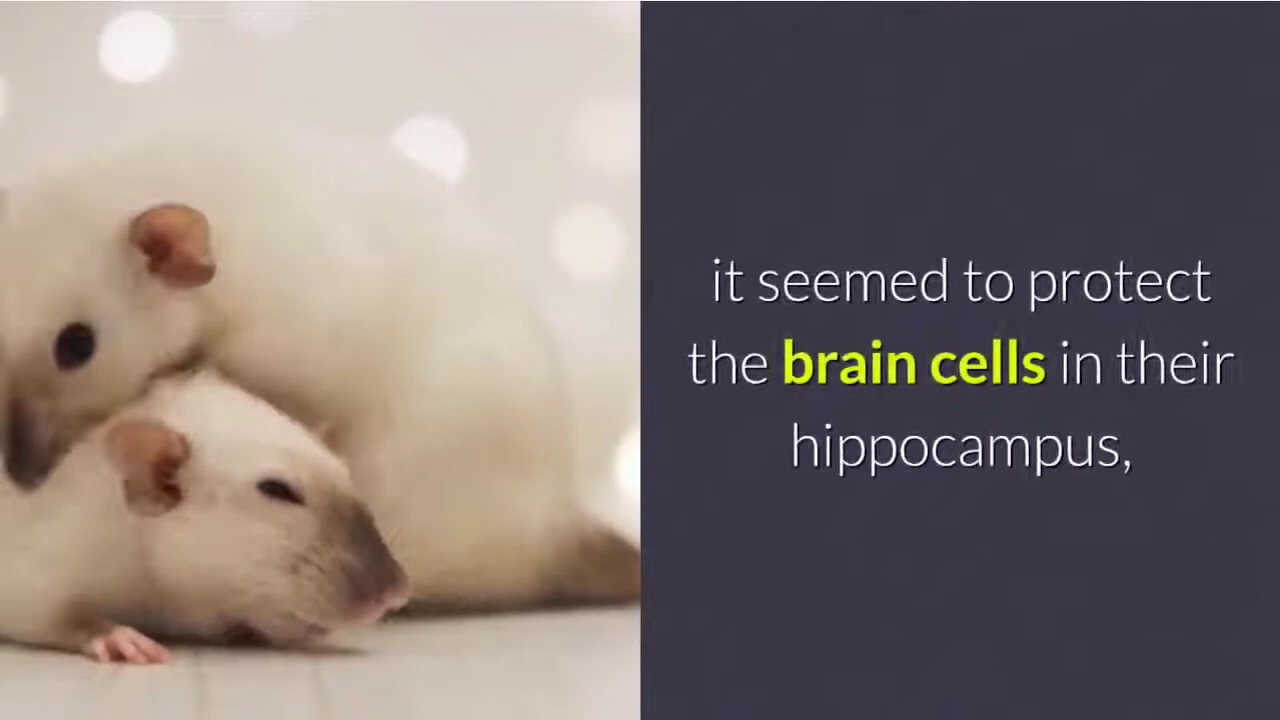 it seemed to protect
the brain cells in their
hippocampus,